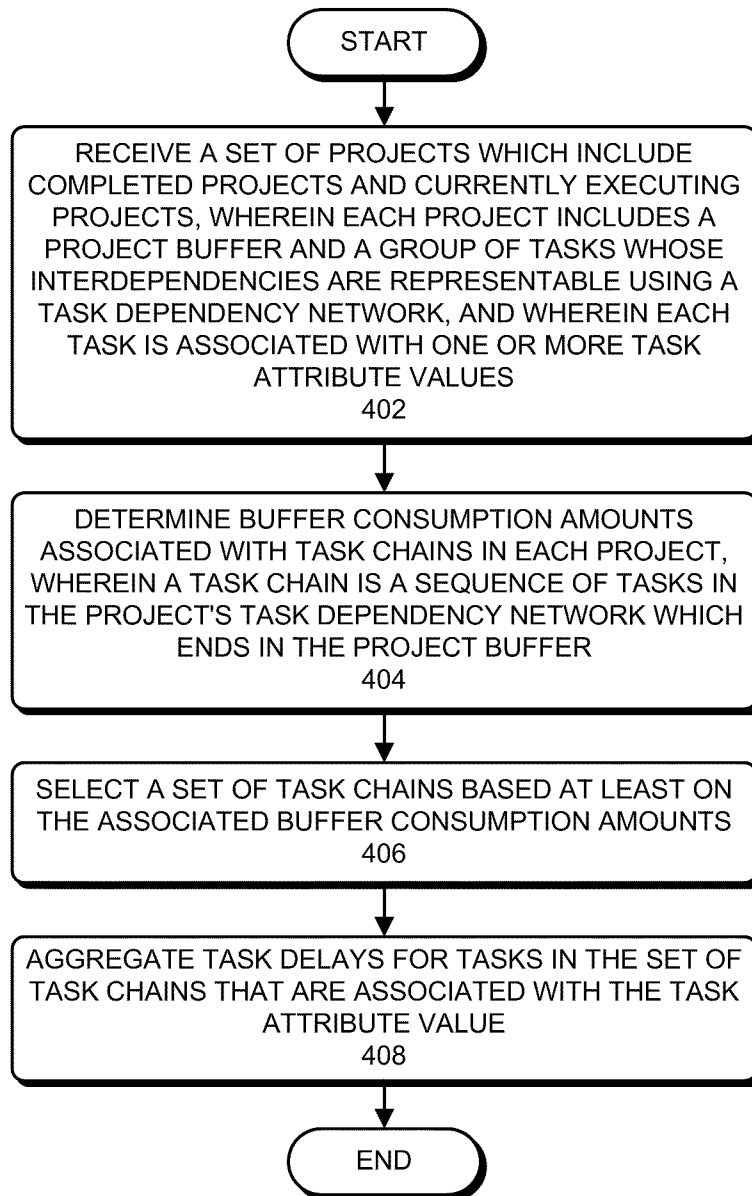 START
RECEIVE A SET OF PROJECTS WHICH INCLUDE
COMPLETED PROJECTS AND CURRENTLY EXECUTING
PROJECTS, WHEREIN EACH PROJECT INCLUDES A
PROJECT BUFFER AND A GROUP OF TASKS WHOSE
INTERDEPENDENCIES ARE REPRESENTABLE USING A
TASK DEPENDENCY NETWORK, AND WHEREIN EACH
TASK IS ASSOCIATED WITH ONE OR MORE TASK
ATTRIBUTE VALUES
402
DETERMINE BUFFER CONSUMPTION AMOUNTS
ASSOCIATED WITH TASK CHAINS IN EACH PROJECT,
WHEREIN A TASK CHAIN IS A SEQUENCE OF TASKS IN
THE PROJECT'S TASK DEPENDENCY NETWORK WHICH
ENDS IN THE PROJECT BUFFER
404
SELECT A SET OF TASK CHAINS BASED AT LEAST ON
THE ASSOCIATED BUFFER CONSUMPTION AMOUNTS
406
AGGREGATE TASK DELAYS FOR TASKS IN THE SET OF
TASK CHAINS THAT ARE ASSOCIATED WITH THE TASK
ATTRIBUTE VALUE
408
END